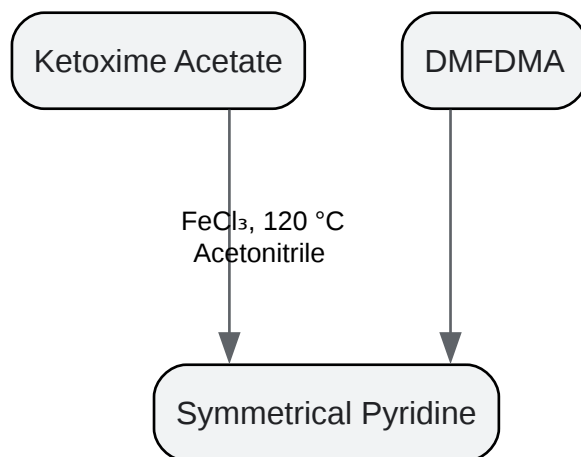 Ketoxime Acetate
DMFDMA
FeCl₃, 120 °C
Acetonitrile
Symmetrical Pyridine